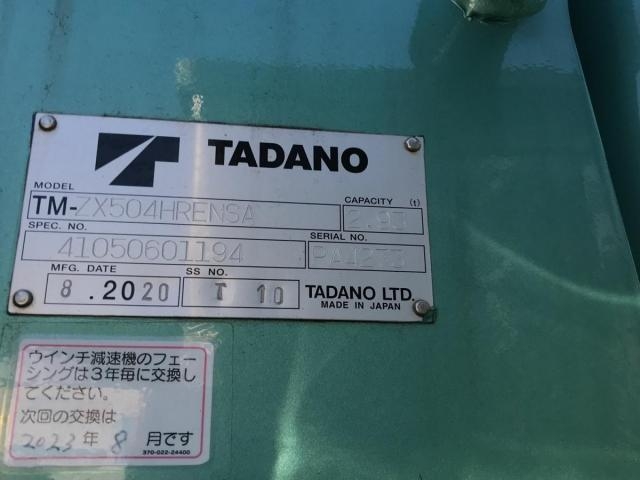 TADANO
MODEL
TM-ZX504HRENSA
CAPACITY (t)
2.93
SPEC. NO.
41050601194
SERIAL NO.
MFG. DATE
8.2020
SS NO.
T 10
TADANO LTD.
MADE IN JAPAN
ウインチ減速機のフェー
シングは3年毎に交換し
てください。
次回の交換は
2023年 8 月です
370-022-24400